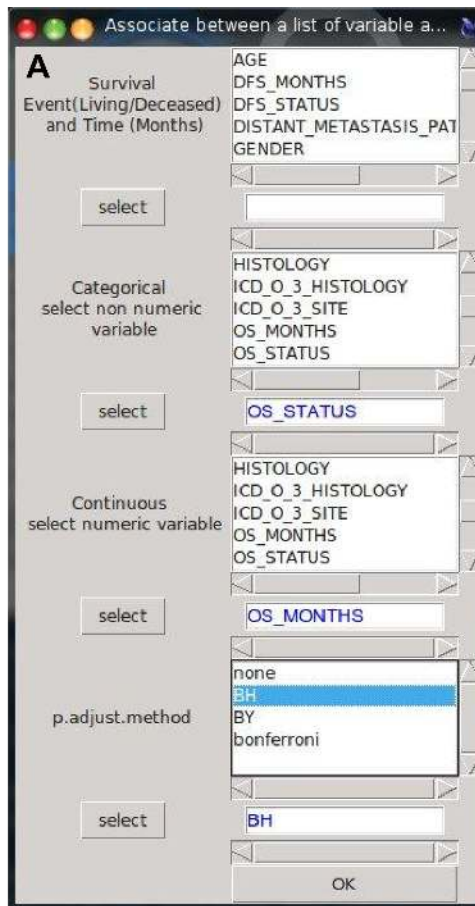 Associate between a list of variable a...
A
Survival
Event(Living/Deceased)
and Time (Months)
AGE
DFS_MONTHS
DFS_STATUS
DISTANT_METASTASIS_PAT
GENDER
select
Categorical
select non numeric
variable
HISTOLOGY
ICD_O_3_HISTOLOGY
ICD_O_3_SITE
OS_MONTHS
OS_STATUS
select
OS_STATUS
Continuous
select numeric variable
HISTOLOGY
ICD_O_3_HISTOLOGY
ICD_O_3_SITE
OS_MONTHS
OS_STATUS
select
OS_MONTHS
p.adjust.method
none
BH
BY
bonferroni
select
BH
OK